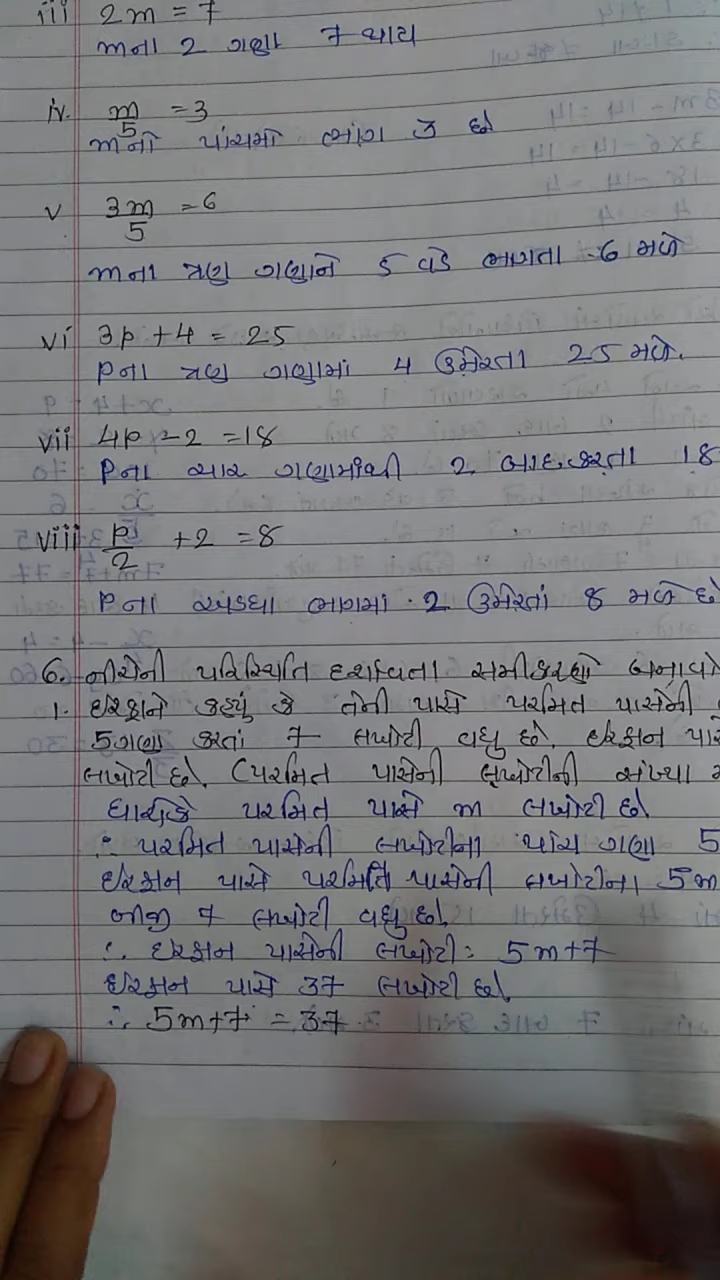 iii 2m = 7
mના 2 ગણા 7 થાય
iv. m/5 = 3
mનો પાંચમો ભાગ 3 છે
v 3m/5 = 6
mના ત્રણ ગણાને 5 વડે ભાગતા 6 મળે
vi 3p + 4 = 25
pના ત્રણ ગણામાં 4 ઉમેરતા 25 મળે.
vii 4p - 2 = 18
pના ચાર ગણામાંથી 2 બાદ કરતા 18
viii p/2 + 2 = 8
pના અડધા ભાગમાં 2 ઉમેરતાં 8 મળે છે
6. નીચેની પરિસ્થિતિ દર્શાવતા સમીકરણો બનાવો
1. ઇરફાને કહ્યું કે તેની પાસે પરમિત પાસેની
5ગણા કરતાં 7 લખોટી વધુ છે. ઇરફાન
લખોટી છે. (પરમિત પાસેની લખોટીની સંખ્યા
ધારોકે પરમિત પાસે m લખોટી છે
∴ પરમિત પાસેની લખોટીના પાંચ ગણા 5
ઇરફાન પાસે પરમિત પાસેની લખોટીના 5m
બીજી 7 લખોટી વધુ છે.
∴ ઇરફાન પાસેની લખોટી = 5m+7
ઇરફાન પાસે 37 લખોટી છે.
∴ 5m+7 = 37